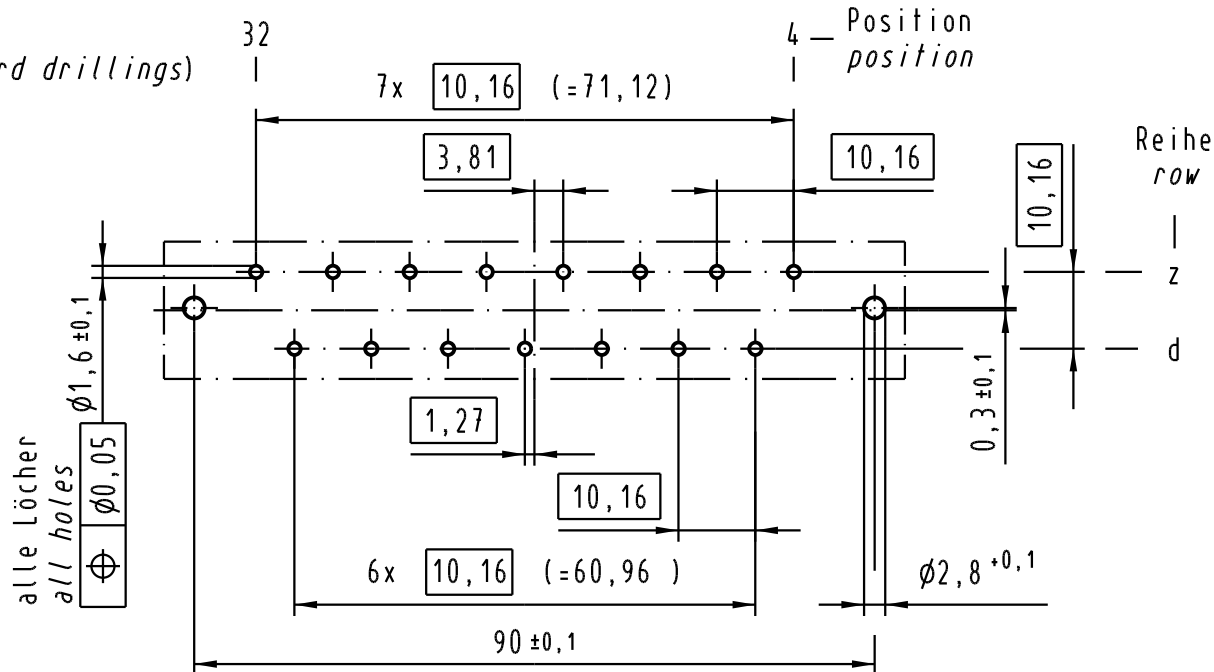 32
4
Position
position
rd drillings)
7x 10,16 (=71,12)
3,81
10,16
10,16
Reihe
row
z
d
Ø1,6 ±0,1
alle Löcher
all holes
Ø0,05
1,27
10,16
0,3 ±0,1
6x 10,16 (=60,96 )
Ø2,8 +0,1
90 ±0,1